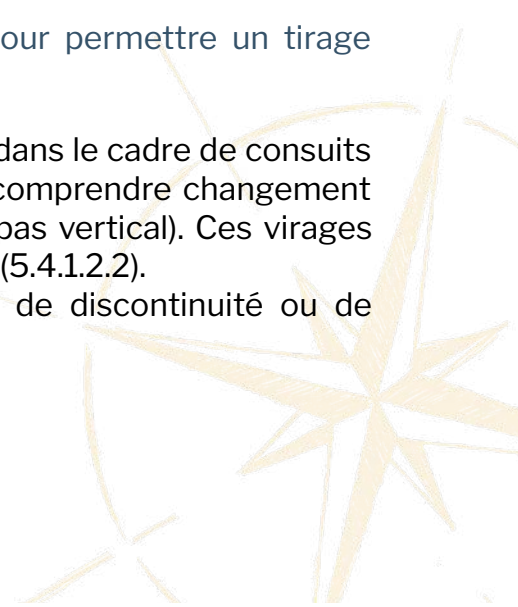 our permettre un tirage
dans le cadre de consuits
comprendre changement
pas vertical). Ces virages
(5.4.1.2.2).
de discontinuité ou de